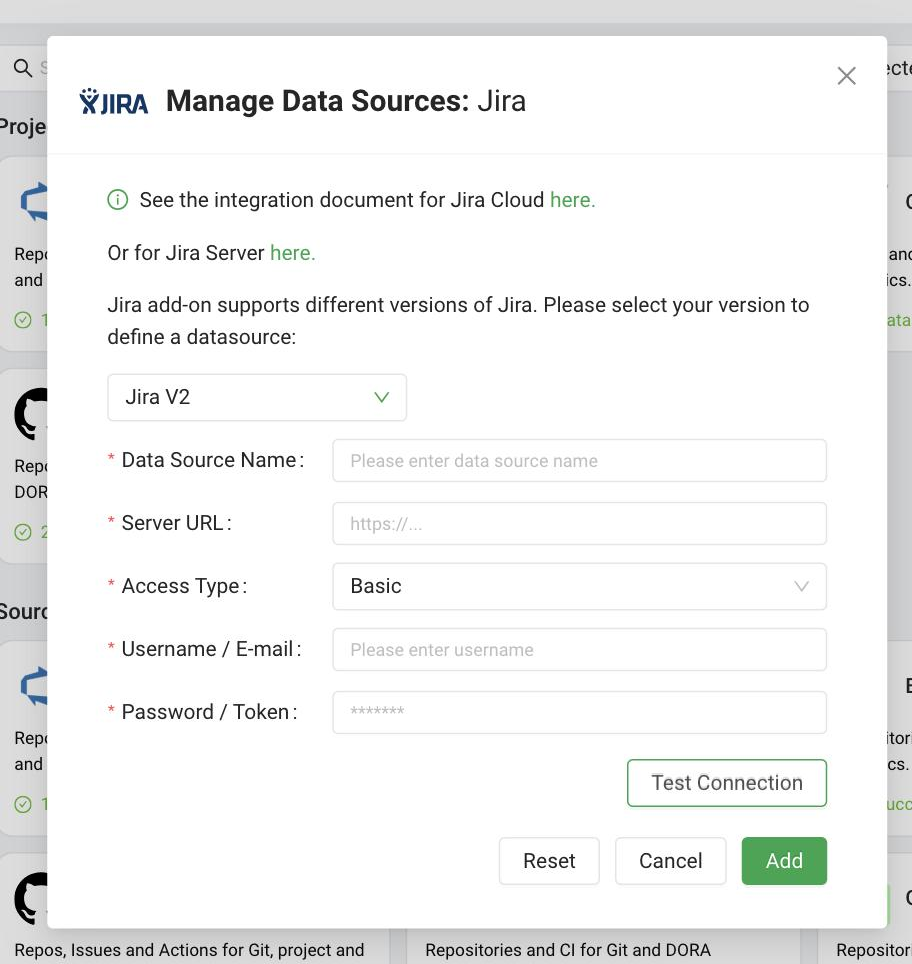 JIRA Manage Data Sources: Jira
See the integration document for Jira Cloud here.
Or for Jira Server here.
Jira add-on supports different versions of Jira. Please select your version to
define a datasource:
Jira V2
* Data Source Name:
Please enter data source name
* Server URL:
https://...
* Access Type:
Basic
* Username / E-mail:
Please enter username
* Password / Token:
*******
Test Connection
Reset
Cancel
Add
Repos, Issues and Actions for Git, project and
Repositories and CI for Git and DORA